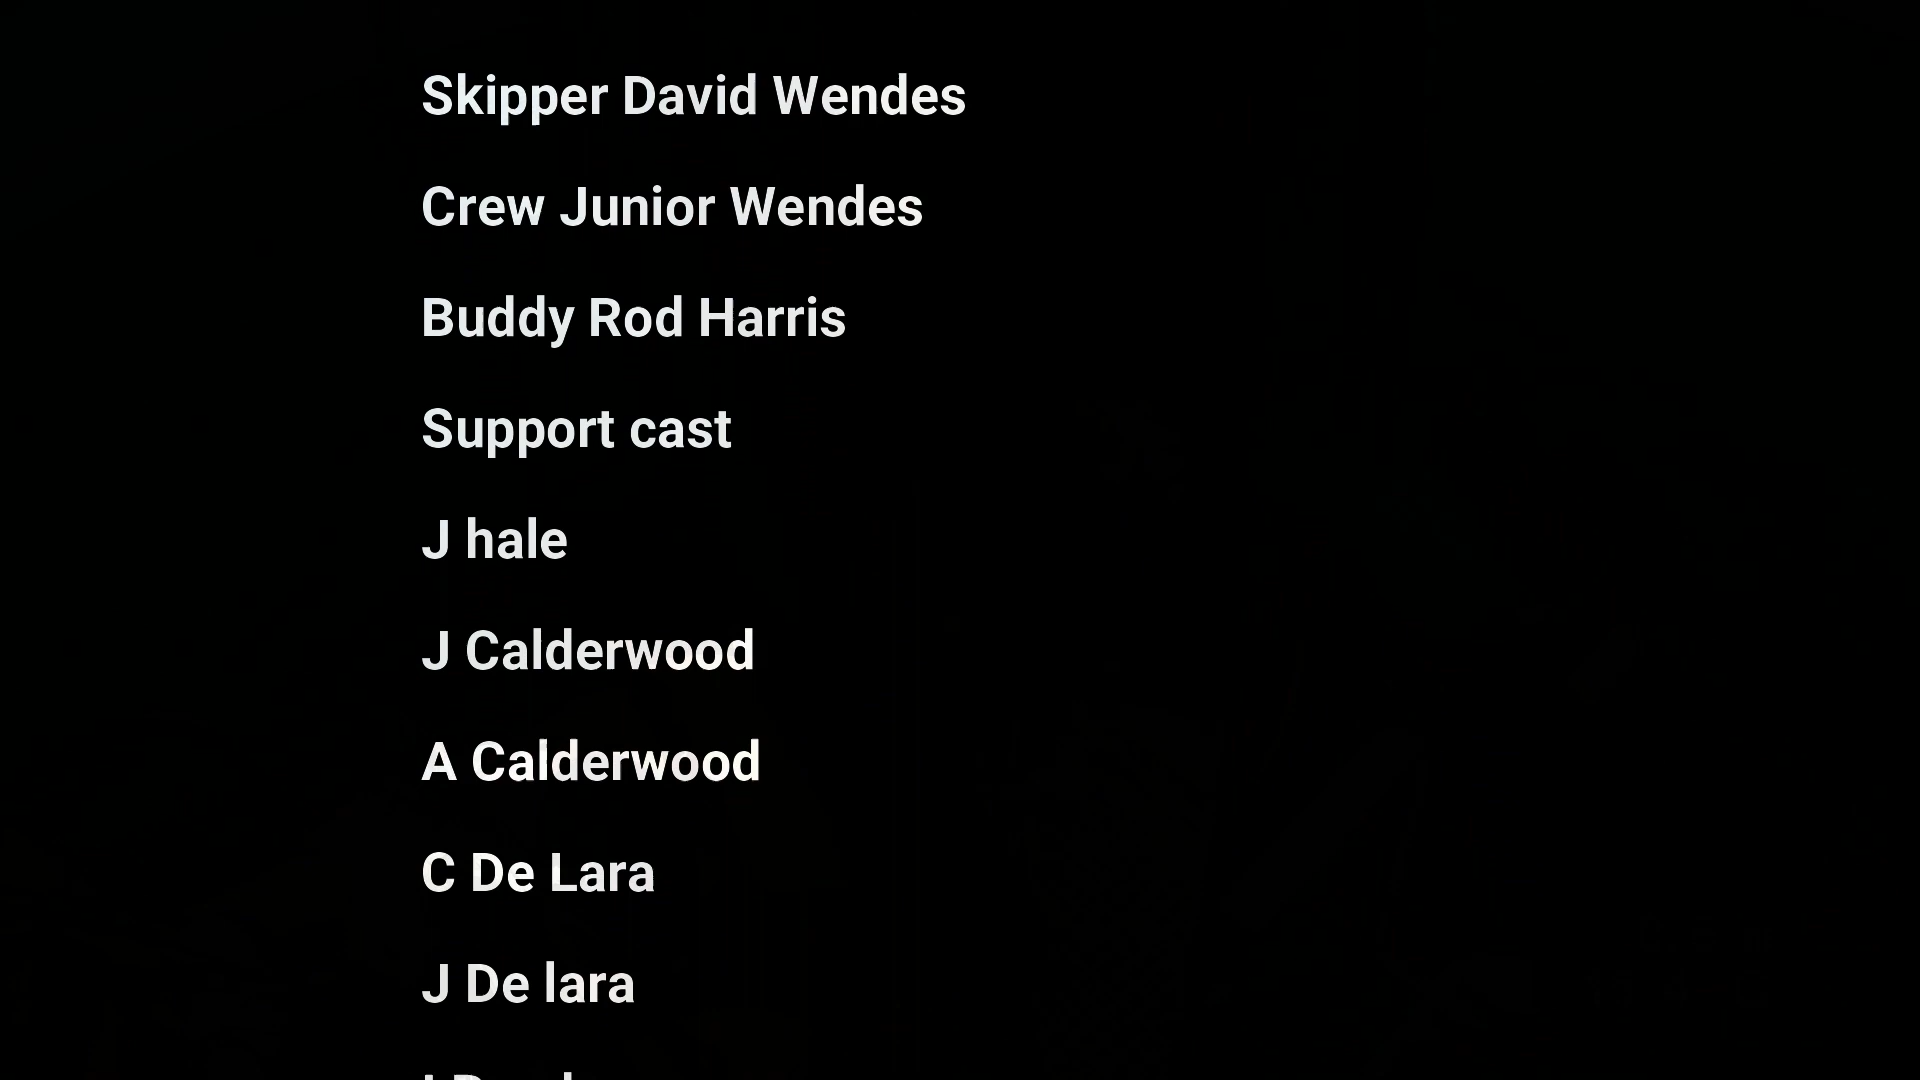 Skipper David Wendes
Crew Junior Wendes
Buddy Rod Harris
Support cast
J hale
J Calderwood
A Calderwood
C De Lara
J De lara